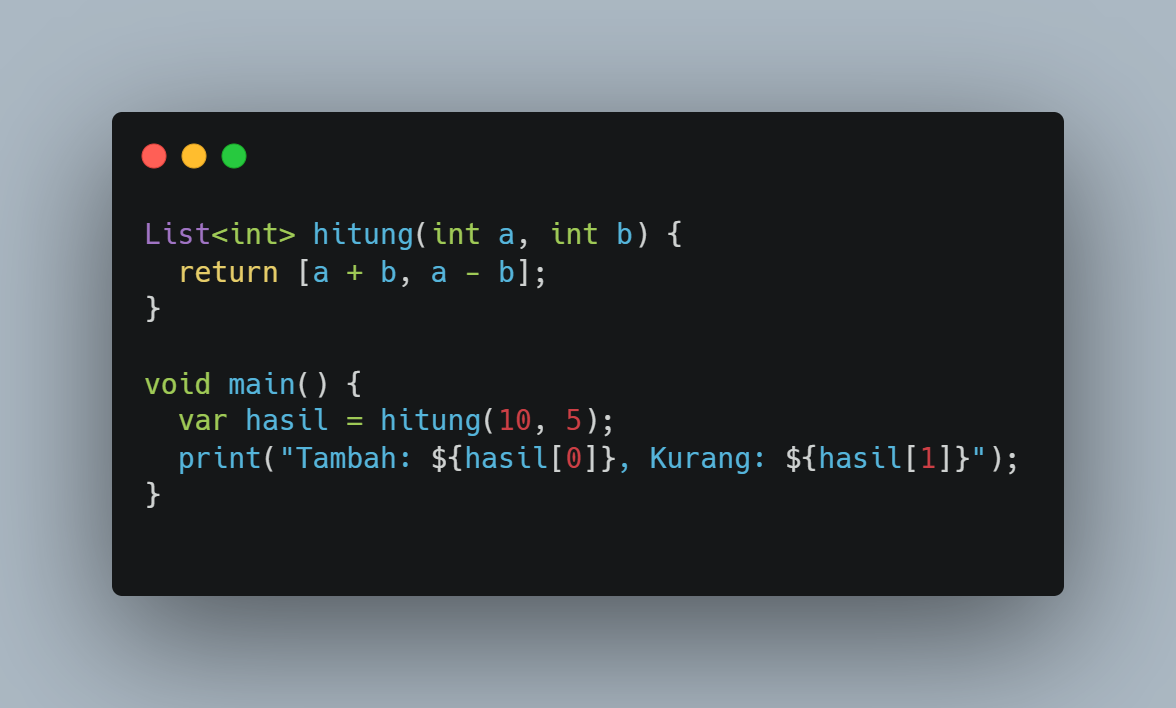 List<int> hitung(int a, int b) {
  return [a + b, a - b];
}

void main() {
  var hasil = hitung(10, 5);
  print("Tambah: ${hasil[0]}, Kurang: ${hasil[1]}");
}